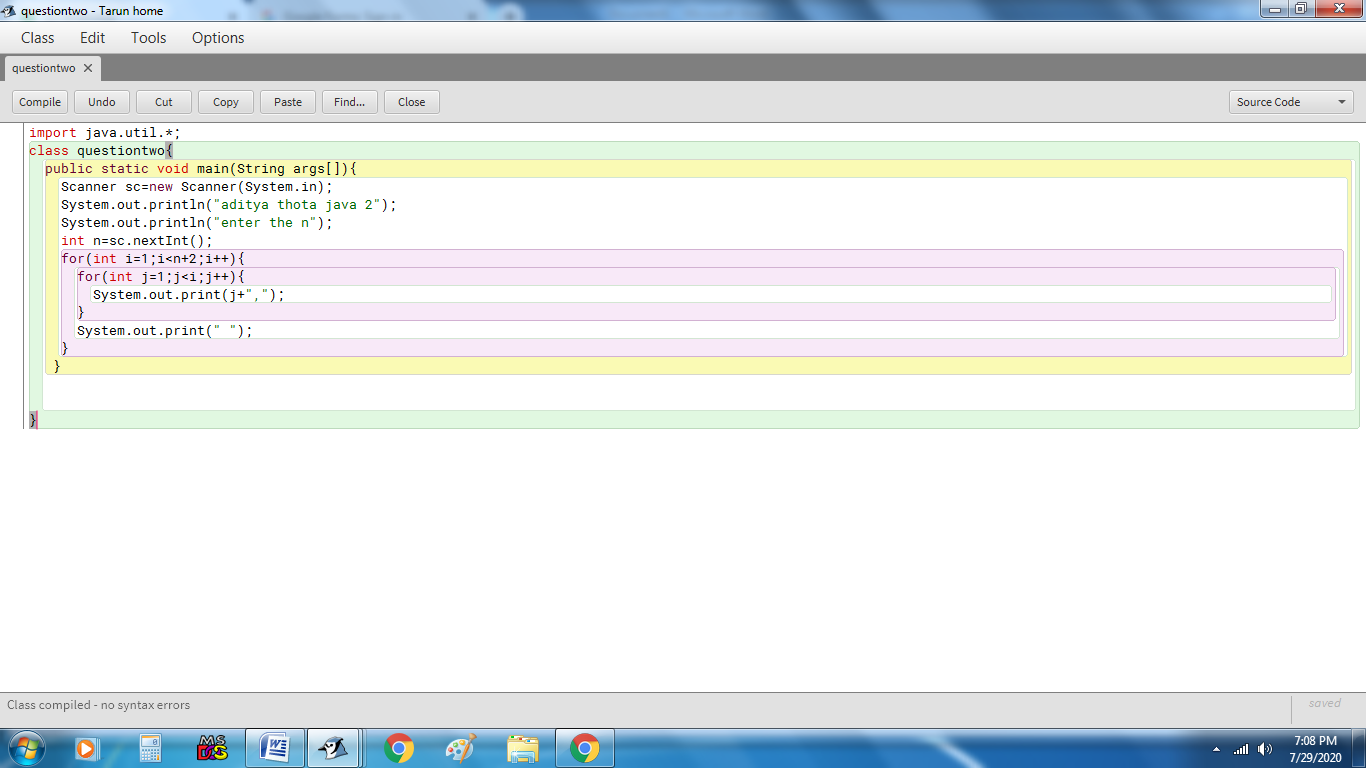 questiontwo - Tarun home
Class Edit Tools Options
questiontwo
Compile Undo Cut Copy Paste Find... Close Source Code
import java.util.*;
class questiontwo{
public static void main(String args[]){
Scanner sc=new Scanner(System.in);
System.out.println("aditya thota java 2");
System.out.println("enter the n");
int n=sc.nextInt();
for(int i=1;i<n+2;i++){
for(int j=1;j<i;j++){
System.out.print(j+",");
}
System.out.print(" ");
}
}
}
Class compiled - no syntax errors
saved
MS
DOS
7:08 PM
7/29/2020